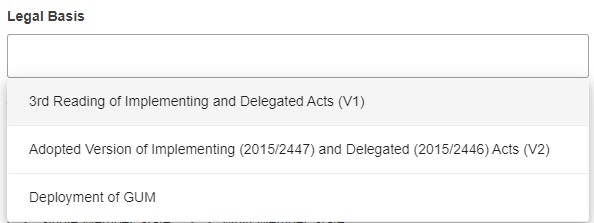 Legal Basis
3rd Reading of Implementing and Delegated Acts (V1)
Adopted Version of Implementing (2015/2447) and Delegated (2015/2446) Acts (V2)
Deployment of GUM